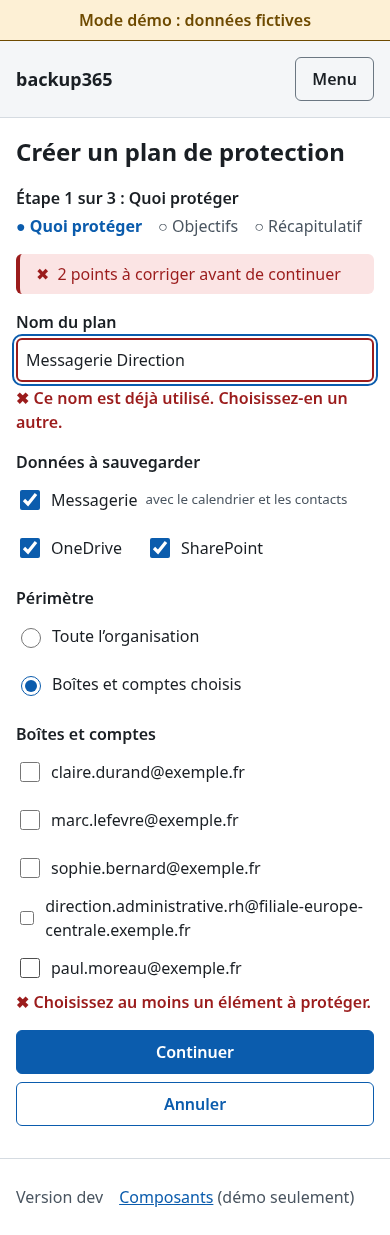 Mode démo : données fictives
backup365
Menu
Créer un plan de protection
Étape 1 sur 3 : Quoi protéger
● Quoi protéger ○ Objectifs ○ Récapitulatif
✖ 2 points à corriger avant de continuer
Nom du plan
Messagerie Direction
✖ Ce nom est déjà utilisé. Choisissez-en un
autre.
Données à sauvegarder
Messagerie avec le calendrier et les contacts
OneDrive SharePoint
Périmètre
Toute l’organisation
Boîtes et comptes choisis
Boîtes et comptes
claire.durand@exemple.fr
marc.lefevre@exemple.fr
sophie.bernard@exemple.fr
direction.administrative.rh@filiale-europe-
centrale.exemple.fr
paul.moreau@exemple.fr
✖ Choisissez au moins un élément à protéger.
Continuer
Annuler
Version dev Composants (démo seulement)